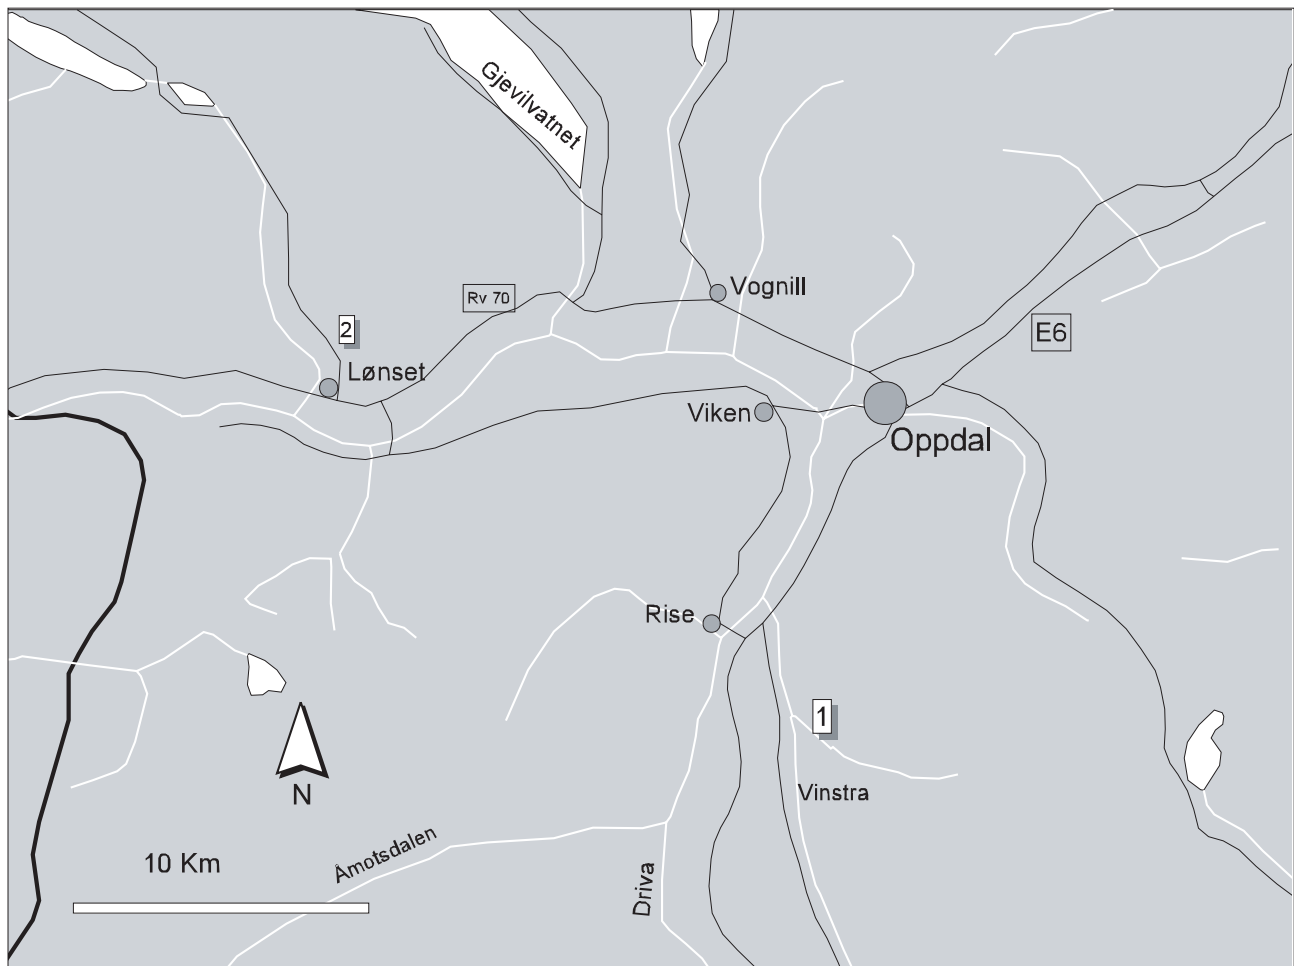 Gjevilvatnet
Vognill
Rv 70
2
E6
Lønset
Viken
Oppdal
Rise
1
N
Vinstra
10 Km
Åmotsdalen
Driva